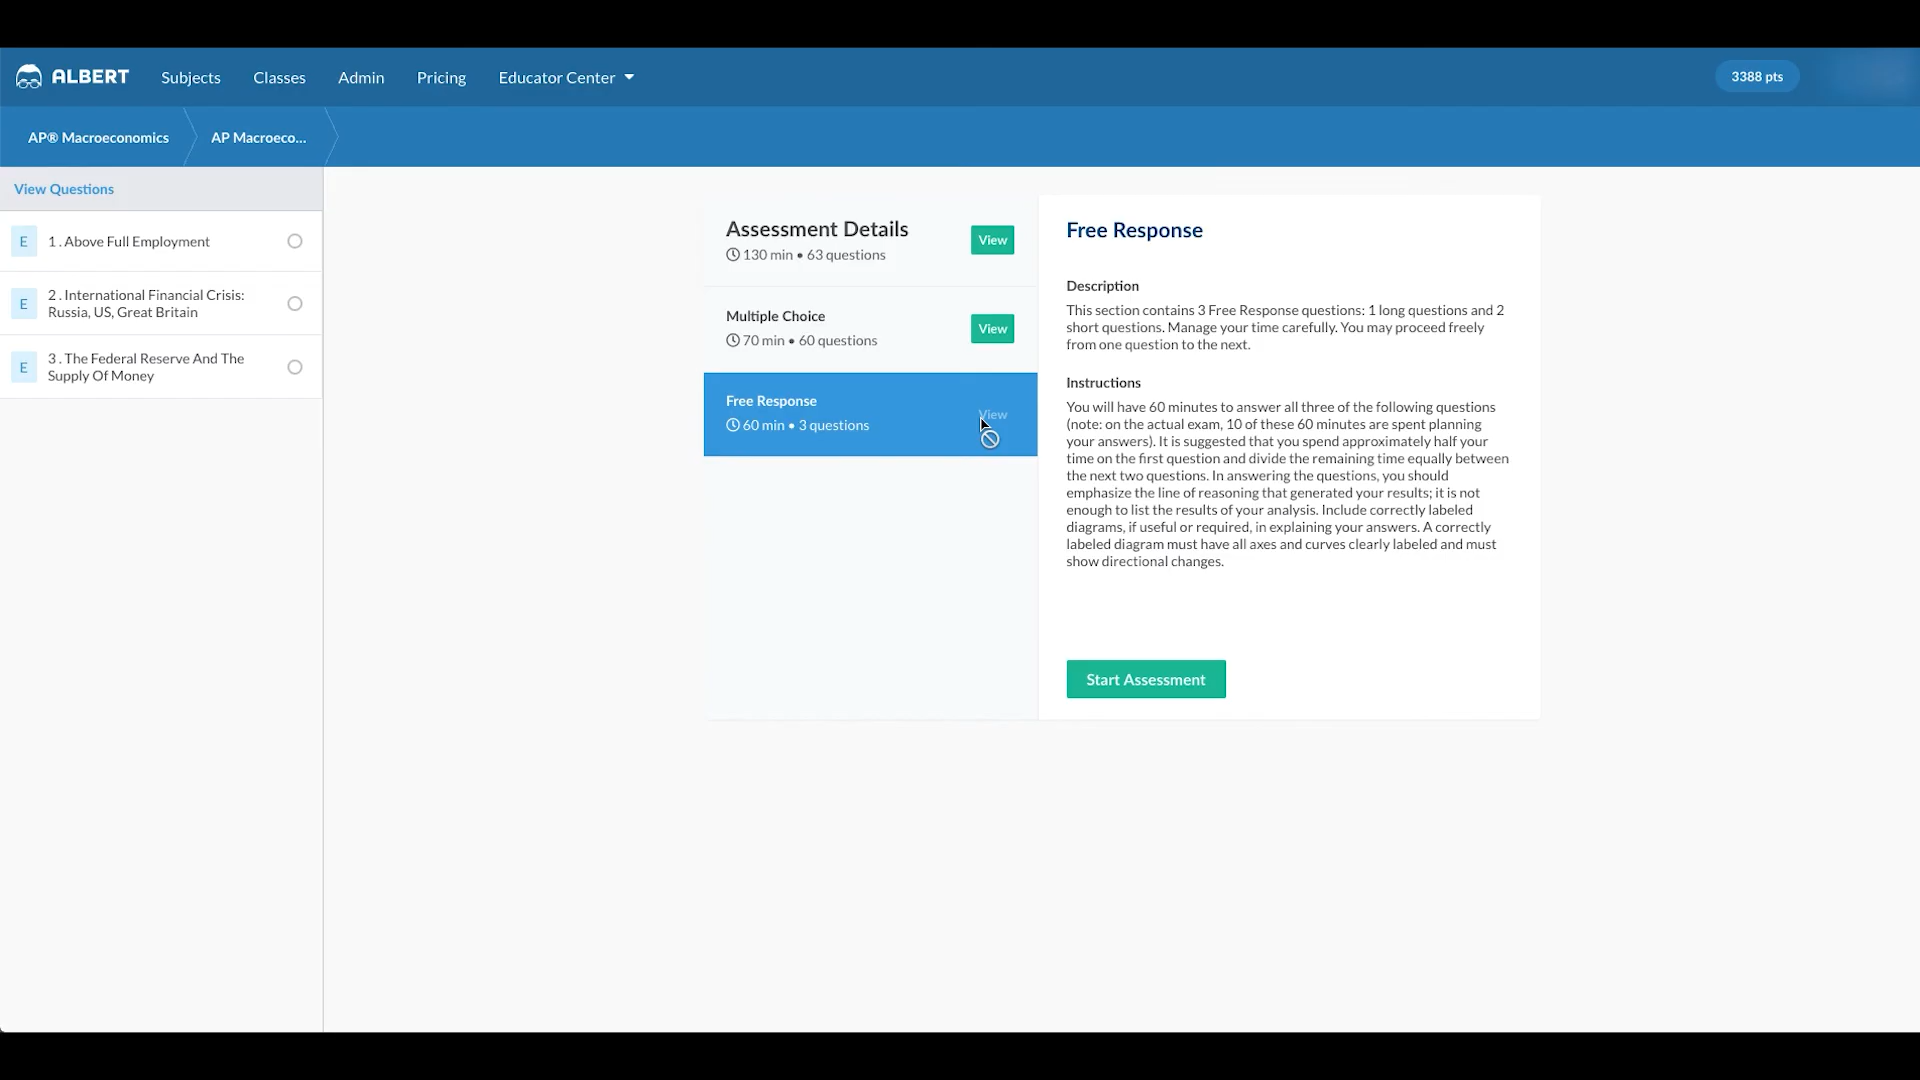 ALBERT
Subjects
Classes
Admin
Pricing
Educator Center
3388 pts
AP® Macroeconomics
AP Macroeco...
View Questions
E
1 . Above Full Employment
E
2 . International Financial Crisis:
Russia, US, Great Britain
E
3 . The Federal Reserve And The
Supply Of Money
Assessment Details
130 min • 63 questions
View
Multiple Choice
70 min • 60 questions
View
Free Response
60 min • 3 questions
View
Free Response
Description
This section contains 3 Free Response questions: 1 long questions and 2
short questions. Manage your time carefully. You may proceed freely
from one question to the next.
Instructions
You will have 60 minutes to answer all three of the following questions
(note: on the actual exam, 10 of these 60 minutes are spent planning
your answers). It is suggested that you spend approximately half your
time on the first question and divide the remaining time equally between
the next two questions. In answering the questions, you should
emphasize the line of reasoning that generated your results; it is not
enough to list the results of your analysis. Include correctly labeled
diagrams, if useful or required, in explaining your answers. A correctly
labeled diagram must have all axes and curves clearly labeled and must
show directional changes.
Start Assessment